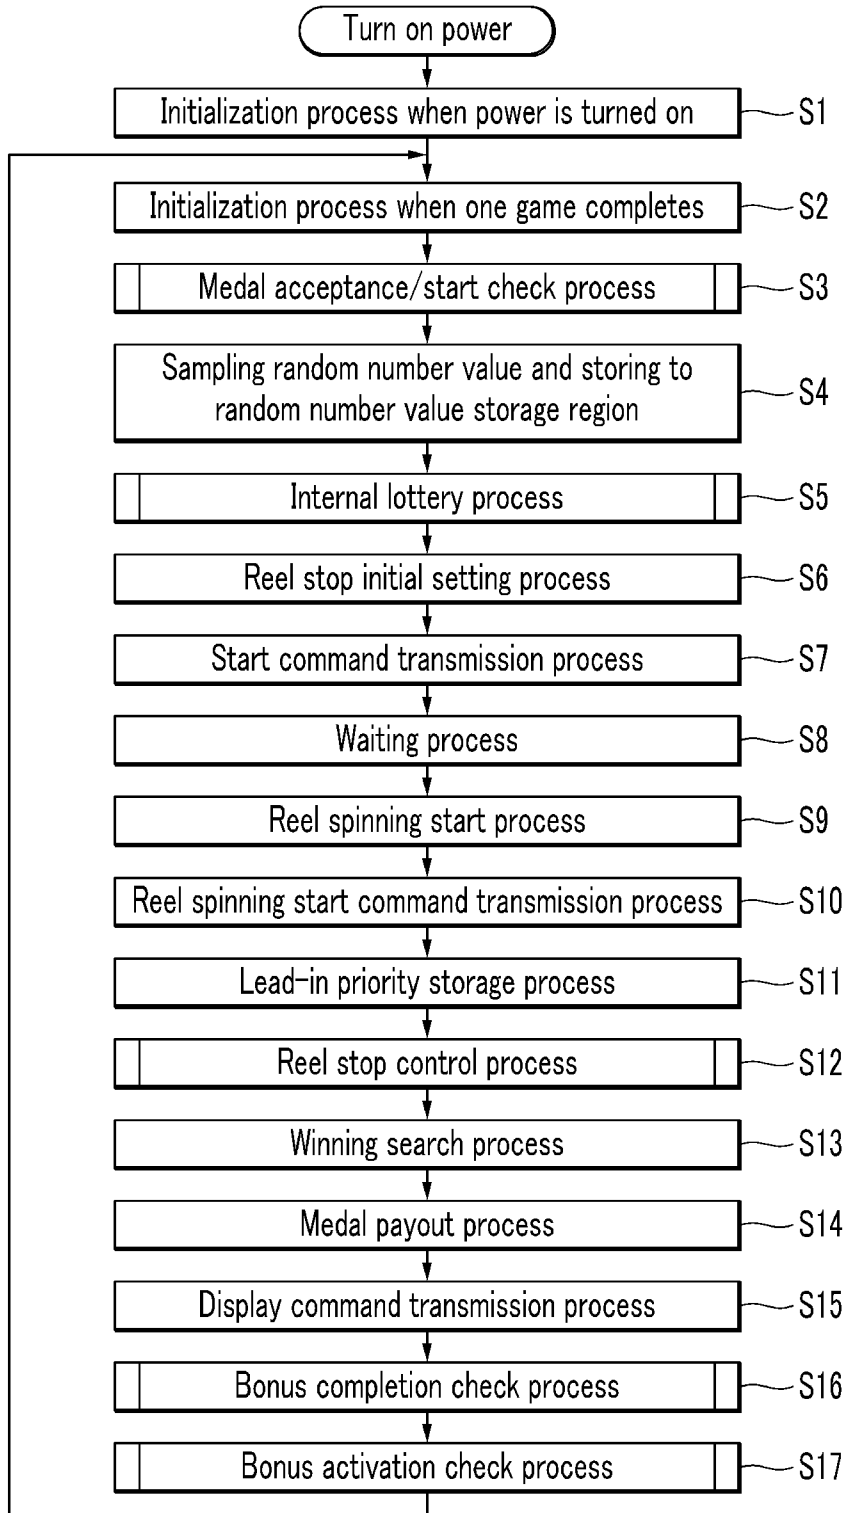 Turn on power
Initialization process when power is turned on
S1
Initialization process when one game completes
S2
Medal acceptance/start check process
S3
Sampling random number value and storing to
random number value storage region
S4
Internal lottery process
S5
Reel stop initial setting process
S6
Start command transmission process
S7
Waiting process
S8
Reel spinning start process
S9
Reel spinning start command transmission process
S10
Lead-in priority storage process
S11
Reel stop control process
S12
Winning search process
S13
Medal payout process
S14
Display command transmission process
S15
Bonus completion check process
S16
Bonus activation check process
S17